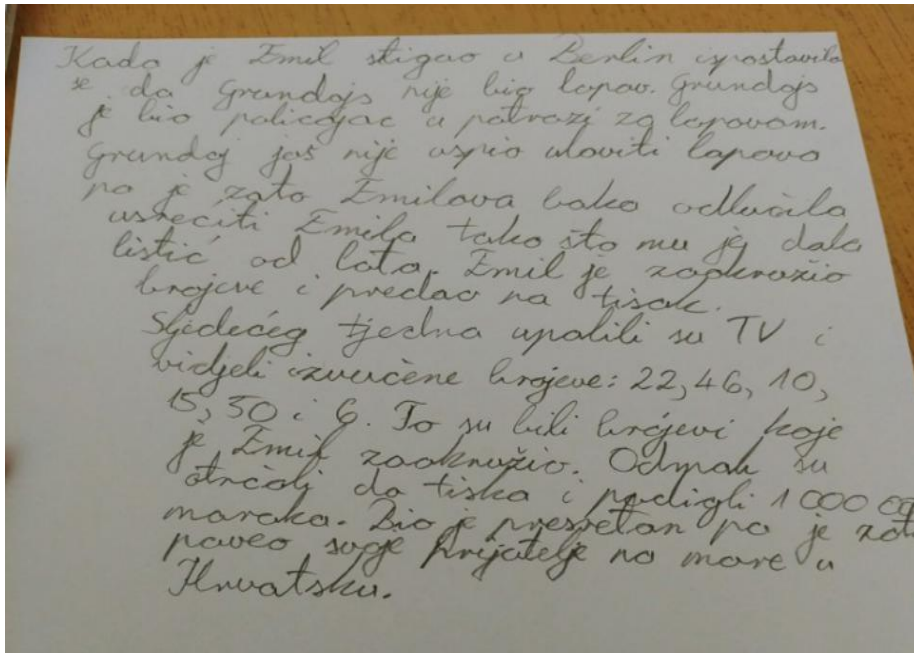 Kada je Emil stigao u Berlin ispostavilo
se da Grundajs nije bio lopov. Grundajs
je bio policajac u potrazi za lopovom.
Grundaj još nije uspio uloviti lopova
pa je zato Emilova baka odlučila
usrećiti Emila tako što mu je dala
listić od lota. Emil je zaokružio
brojeve i predao na tisak.
Sljedećeg tjedna upalili su TV i
vidjeli izvučene brojeve: 22, 46, 10,
15, 50 i 6. To su bili brojevi koje
je Emil zaokružio. Odmah su
otrčali do tiska i podigli 1 000 00
maraka. Bio je presretan pa je zato
poveo svoje prijatelje na more u
Hrvatsku.